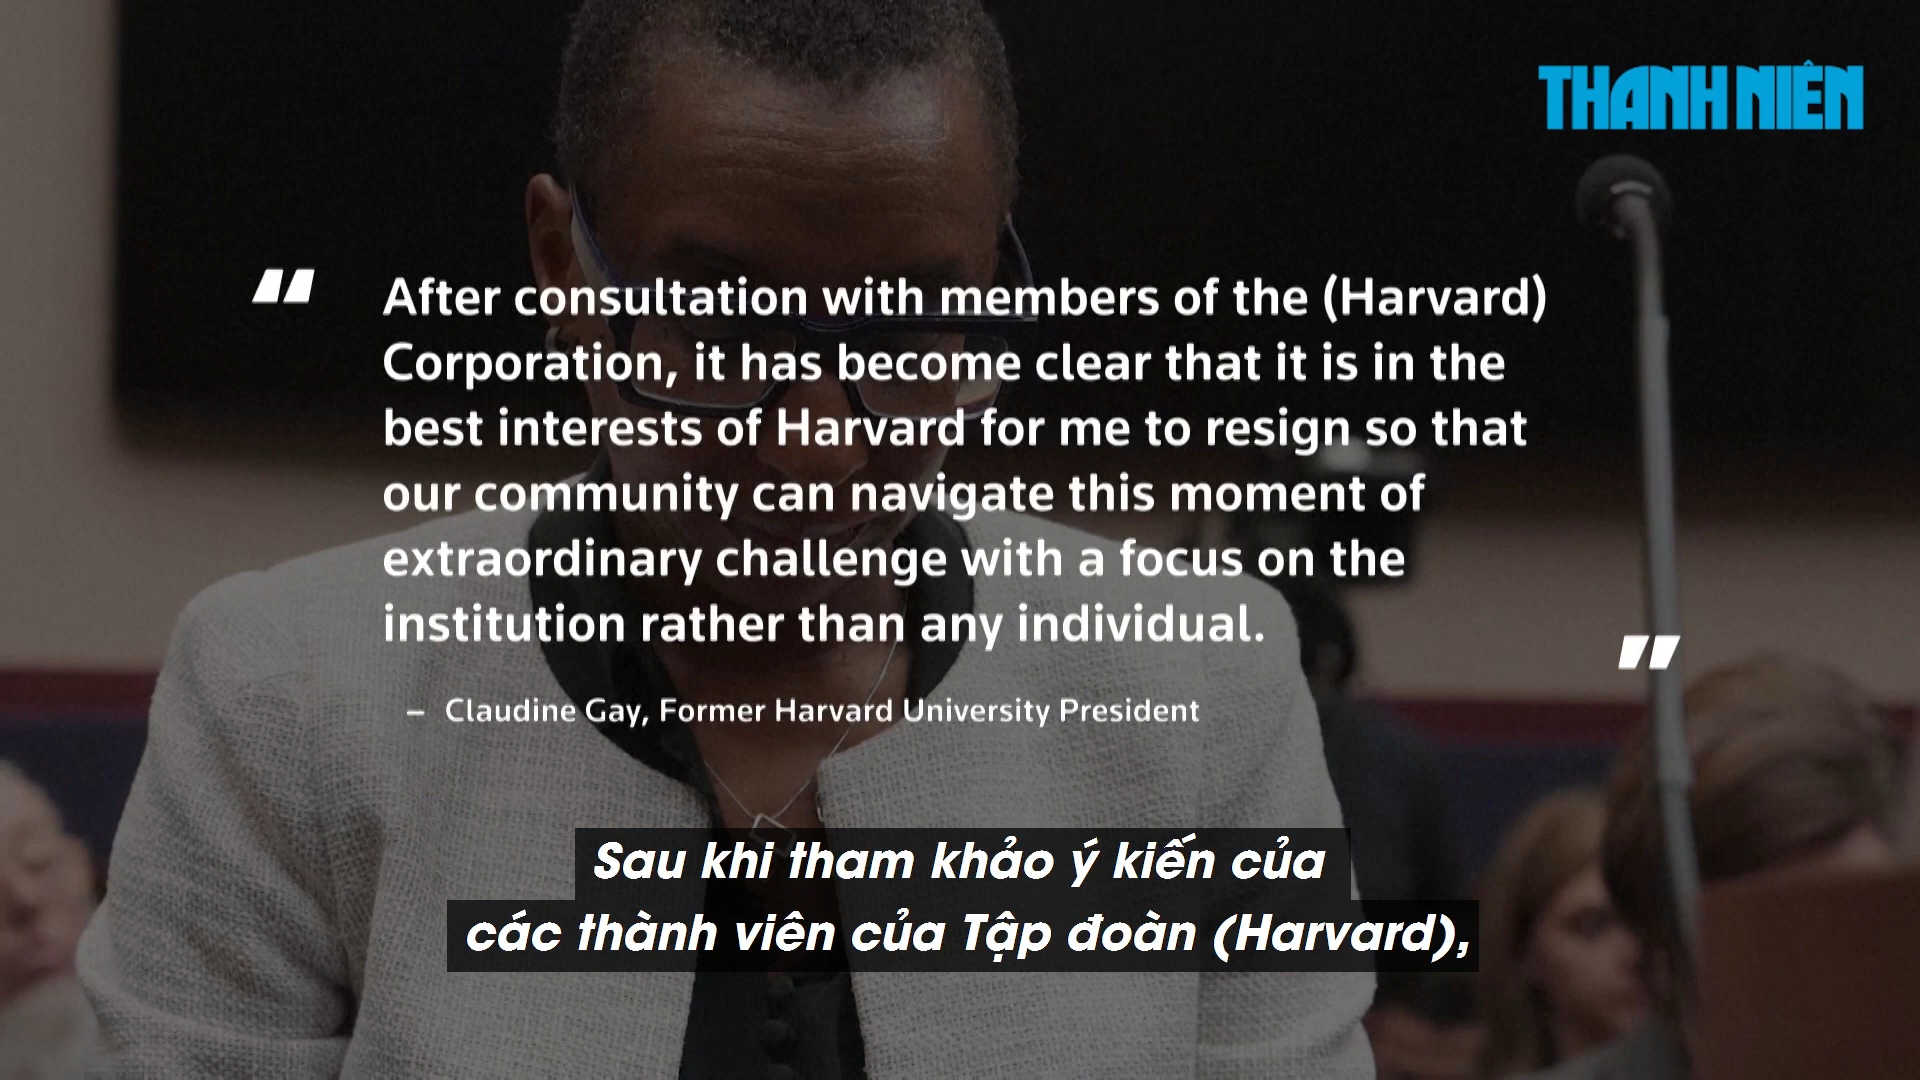 THANH NIÊN
“ After consultation with members of the (Harvard)
Corporation, it has become clear that it is in the
best interests of Harvard for me to resign so that
our community can navigate this moment of
extraordinary challenge with a focus on the
institution rather than any individual. ”
– Claudine Gay, Former Harvard University President
Sau khi tham khảo ý kiến của
các thành viên của Tập đoàn (Harvard),